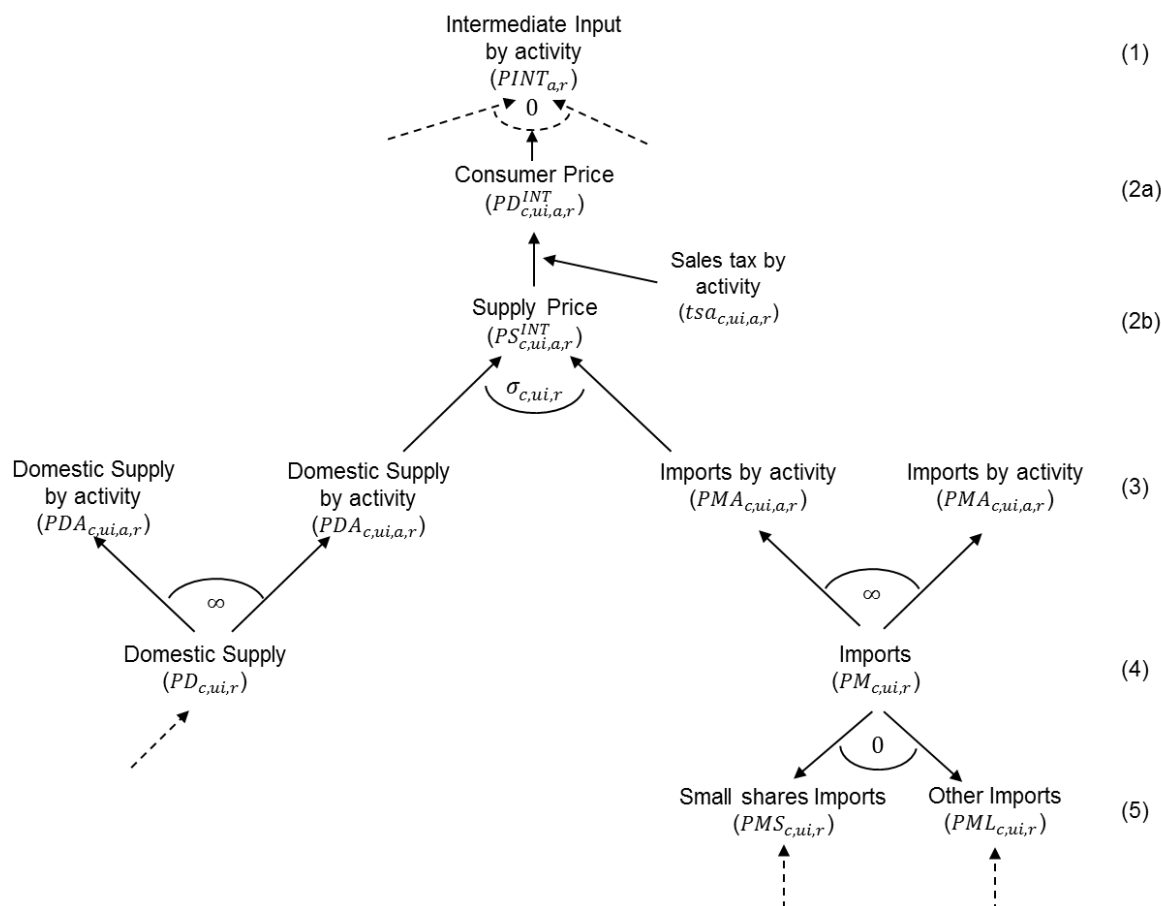 Intermediate Input
by activity
(PINT_{a,r})
(1)
0
Consumer Price
(PD^{INT}_{c,ui,a,r})
(2a)
Sales tax by
activity
(tsa_{c,ui,a,r})
Supply Price
(PS^{INT}_{c,ui,a,r})
(2b)
σ_{c,ui,r}
Domestic Supply
by activity
(PDA_{c,ui,a,r})
Domestic Supply
by activity
(PDA_{c,ui,a,r})
Imports by activity
(PMA_{c,ui,a,r})
Imports by activity
(PMA_{c,ui,a,r})
(3)
∞
∞
Domestic Supply
(PD_{c,ui,r})
Imports
(PM_{c,ui,r})
(4)
0
Small shares Imports
(PMS_{c,ui,r})
Other Imports
(PML_{c,ui,r})
(5)